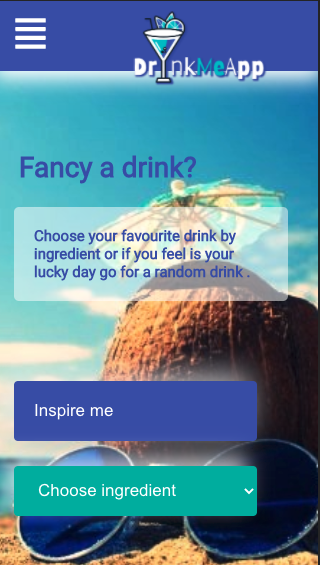 DrinkMeApp
Fancy a drink?
Choose your favourite drink by
ingredient or if you feel is your
lucky day go for a random drink .
Inspire me
Choose ingredient